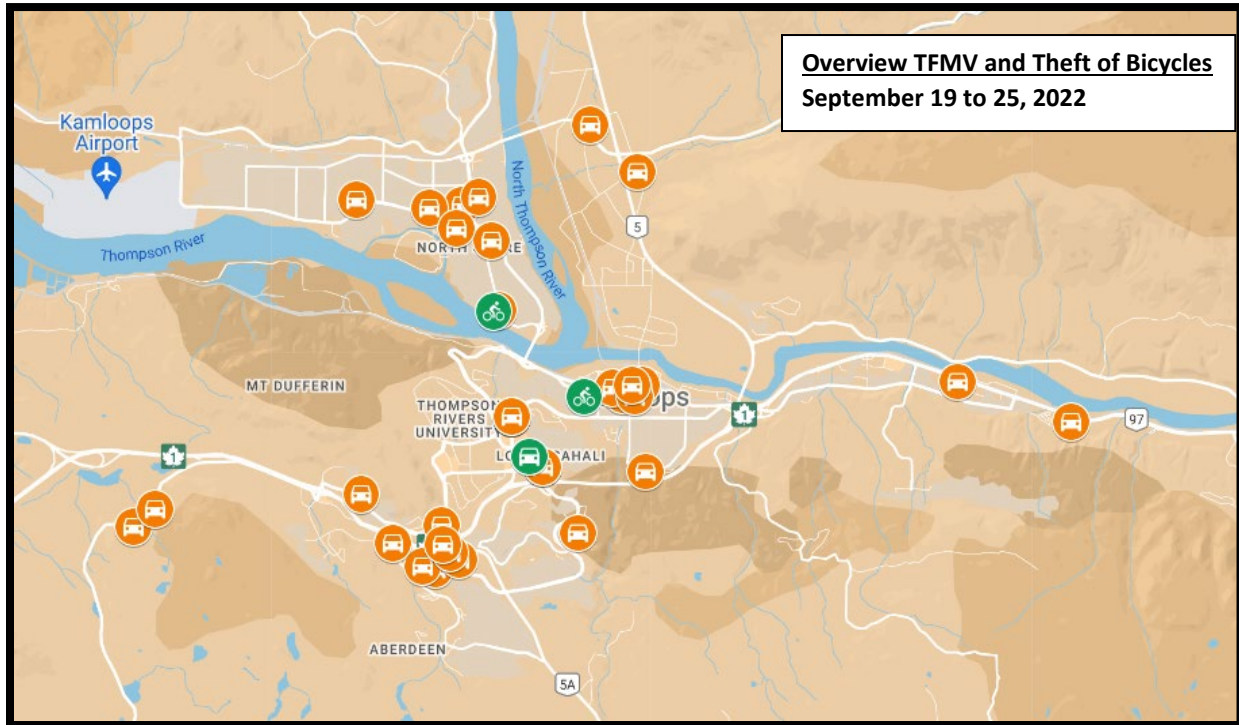 Overview TFMV and Theft of Bicycles
September 19 to 25, 2022
Kamloops
Airport
North Thompson River
5
Thompson River
MT DUFFERIN
THOMPSON
RIVERS
UNIVERSITY
1
97
1
ABERDEEN
5A